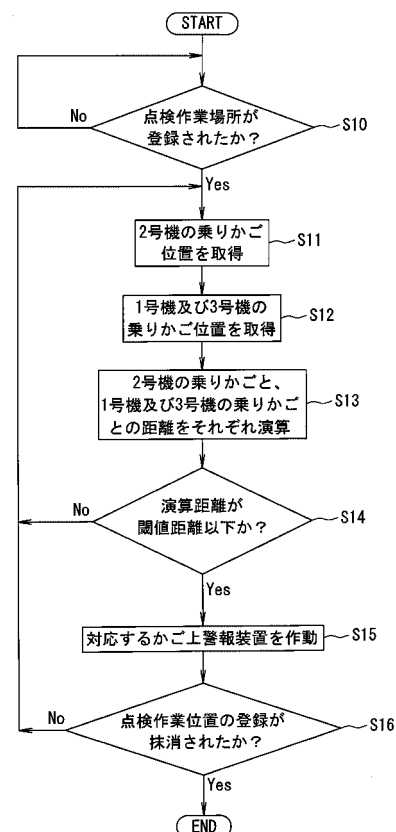 START
点検作業場所が
登録されたか？
No
S10
Yes
2号機の乗りかご
位置を取得
S11
1号機及び3号機の
乗りかご位置を取得
S12
2号機の乗りかごと、
1号機及び3号機の乗りかご
との距離をそれぞれ演算
S13
演算距離が
閾値距離以下か？
No
S14
Yes
対応するかご上警報装置を作動
S15
点検作業位置の登録が
抹消されたか？
No
S16
Yes
END